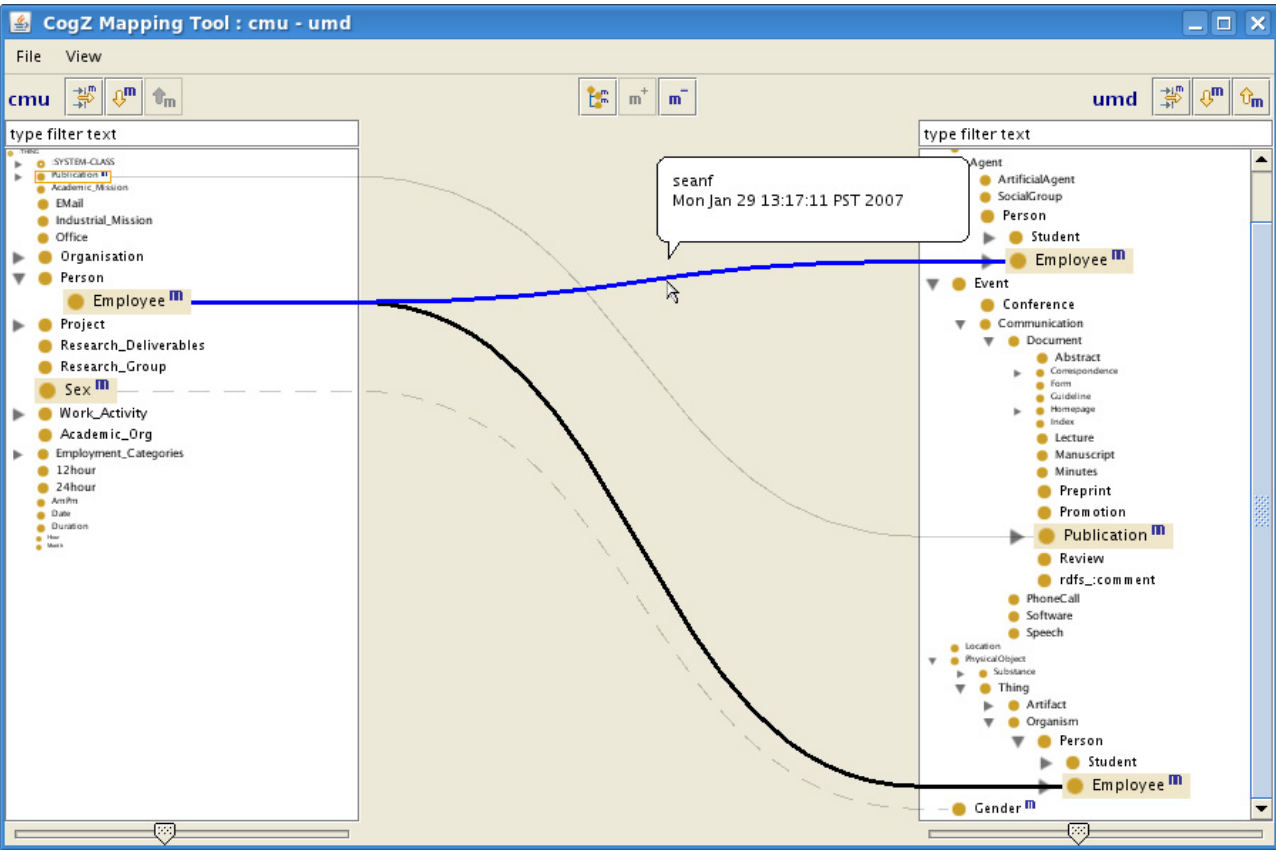 CogZ Mapping Tool : cmu - umd
File View
cmu
m
m
m
m
m+
m-
umd
m
m
m
type filter text
THING
:SYSTEM-CLASS
Publication m
Academic_Mission
EMail
Industrial_Mission
Office
Organisation
Person
Employee m
Project
Research_Deliverables
Research_Group
Sex m
Work_Activity
Academic_Org
Employment_Categories
12hour
24hour
AmPm
Date
Duration
Hour
Month
seanf
Mon Jan 29 13:17:11 PST 2007
type filter text
Agent
ArtificialAgent
SocialGroup
Person
Student
Employee m
Event
Conference
Communication
Document
Abstract
Correspondence
Form
Guideline
Homepage
Index
Lecture
Manuscript
Minutes
Preprint
Promotion
Publication m
Review
rdfs_:comment
PhoneCall
Software
Speech
Location
PhysicalObject
Substance
Thing
Artifact
Organism
Person
Student
Employee m
Gender m